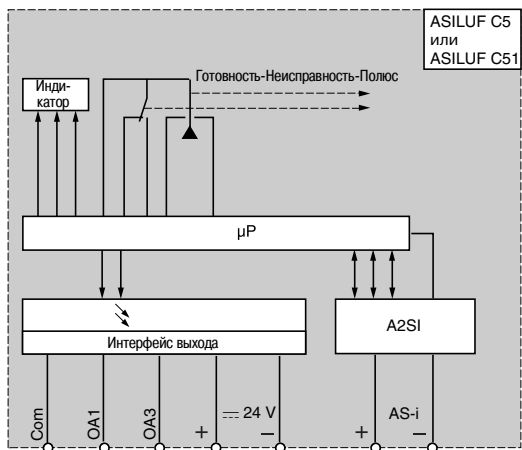 ASILUF C5
или
ASILUF C51
Готовность-Неисправность-Полюс
Инди-
катор
µP
A2SI
Интерфейс выхода
Com
OA1
OA3
+
24 V
–
+
AS-i
–